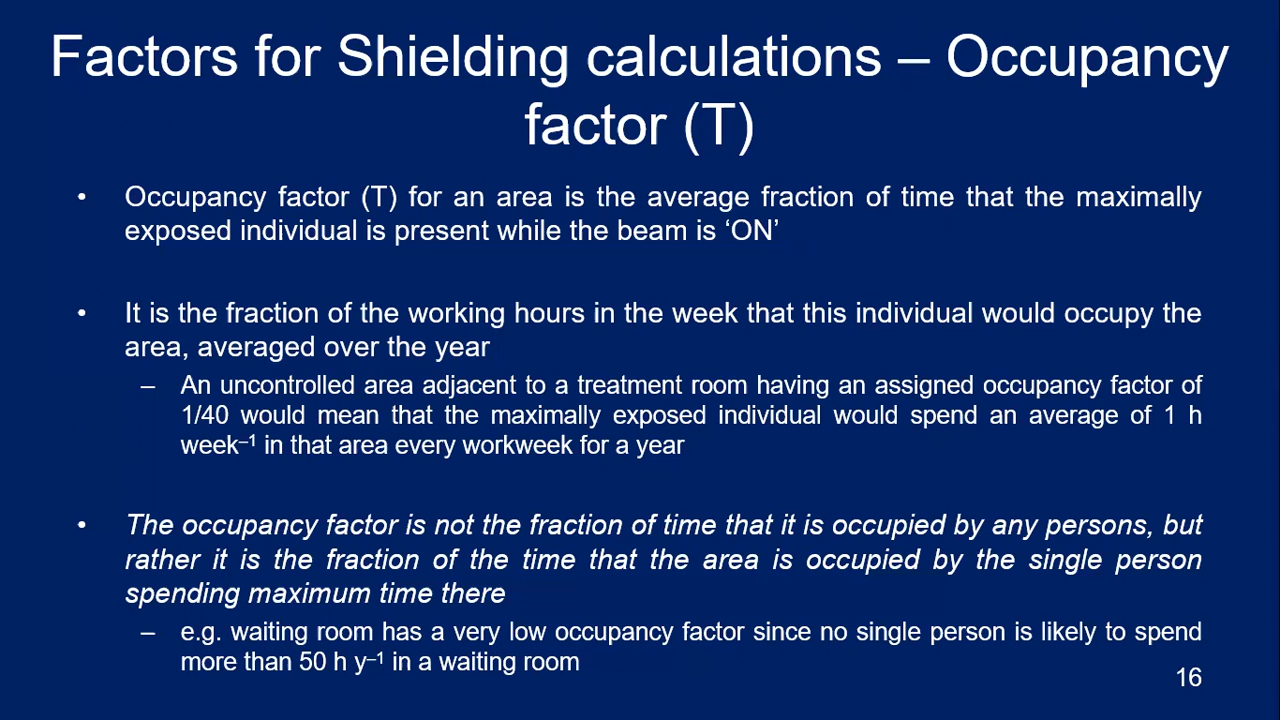 Factors for Shielding calculations – Occupancy
factor (T)
• Occupancy factor (T) for an area is the average fraction of time that the maximally
exposed individual is present while the beam is ‘ON’
• It is the fraction of the working hours in the week that this individual would occupy the
area, averaged over the year
– An uncontrolled area adjacent to a treatment room having an assigned occupancy factor of
1/40 would mean that the maximally exposed individual would spend an average of 1 h
week⁻¹ in that area every workweek for a year
• The occupancy factor is not the fraction of time that it is occupied by any persons, but
rather it is the fraction of the time that the area is occupied by the single person
spending maximum time there
– e.g. waiting room has a very low occupancy factor since no single person is likely to spend
more than 50 h y⁻¹ in a waiting room
16